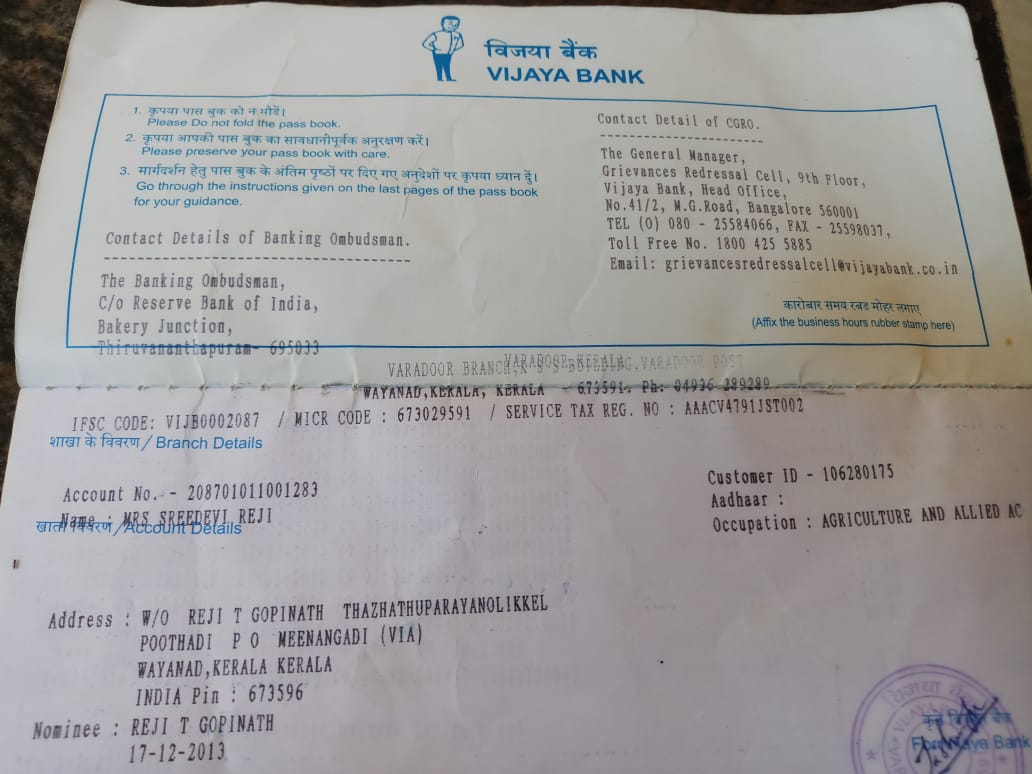 विजया बैंक
VIJAYA BANK
1. कृपया पास बुक को न मोडें।
Please Do not fold the pass book.
2. कृपया आपकी पास बुक का सावधानीपूर्वक अनुरक्षण करें।
Please preserve your pass book with care.
3. मार्गदर्शन हेतु पास बुक के अंतिम पृष्ठों पर दिए गए अनुदेशों पर कृपया ध्यान दें।
Go through the instructions given on the last pages of the pass book
for your guidance.
Contact Details of Banking Ombudsman.
----------------------------------
The Banking Ombudsman,
C/o Reserve Bank of India,
Bakery Junction,
Thiruvananthapuram- 695033
Contact Detail of CGRO.
------------------
The General Manager,
Grievances Redressal Cell, 9th Floor,
Vijaya Bank, Head Office,
No.41/2, M.G.Road, Bangalore 560001
TEL (O) 080 - 25584066, FAX - 25598037,
Toll Free No. 1800 425 5885
Email: grievancesredressalcell@vijayabank.co.in
कारोबार समय रबड मोहर लगाए
(Affix the business hours rubber stamp here)
VARADOOR KERALA
VARADOOR BRANCH, BUILDING,VARADOOR POST
WAYANAD,KERALA, KERALA - 673591. Ph: 04936 289289
IFSC CODE: VIJB0002087 / MICR CODE : 673029591 / SERVICE TAX REG. NO : AAACV4791JST002
शाखा के विवरण / Branch Details
Account No. - 208701011001283
Name : MRS SREEDEVI REJI
खाता विवरण / Account Details
Customer ID - 106280175
Aadhaar :
Occupation : AGRICULTURE AND ALLIED AC
Address : W/O REJI T GOPINATH THAZHATHUPARAYANOLIKKEL
POOTHADI P O MEENANGADI (VIA)
WAYANAD,KERALA KERALA
INDIA Pin : 673596
Nominee : REJI T GOPINATH
17-12-2013
विजया बैंक